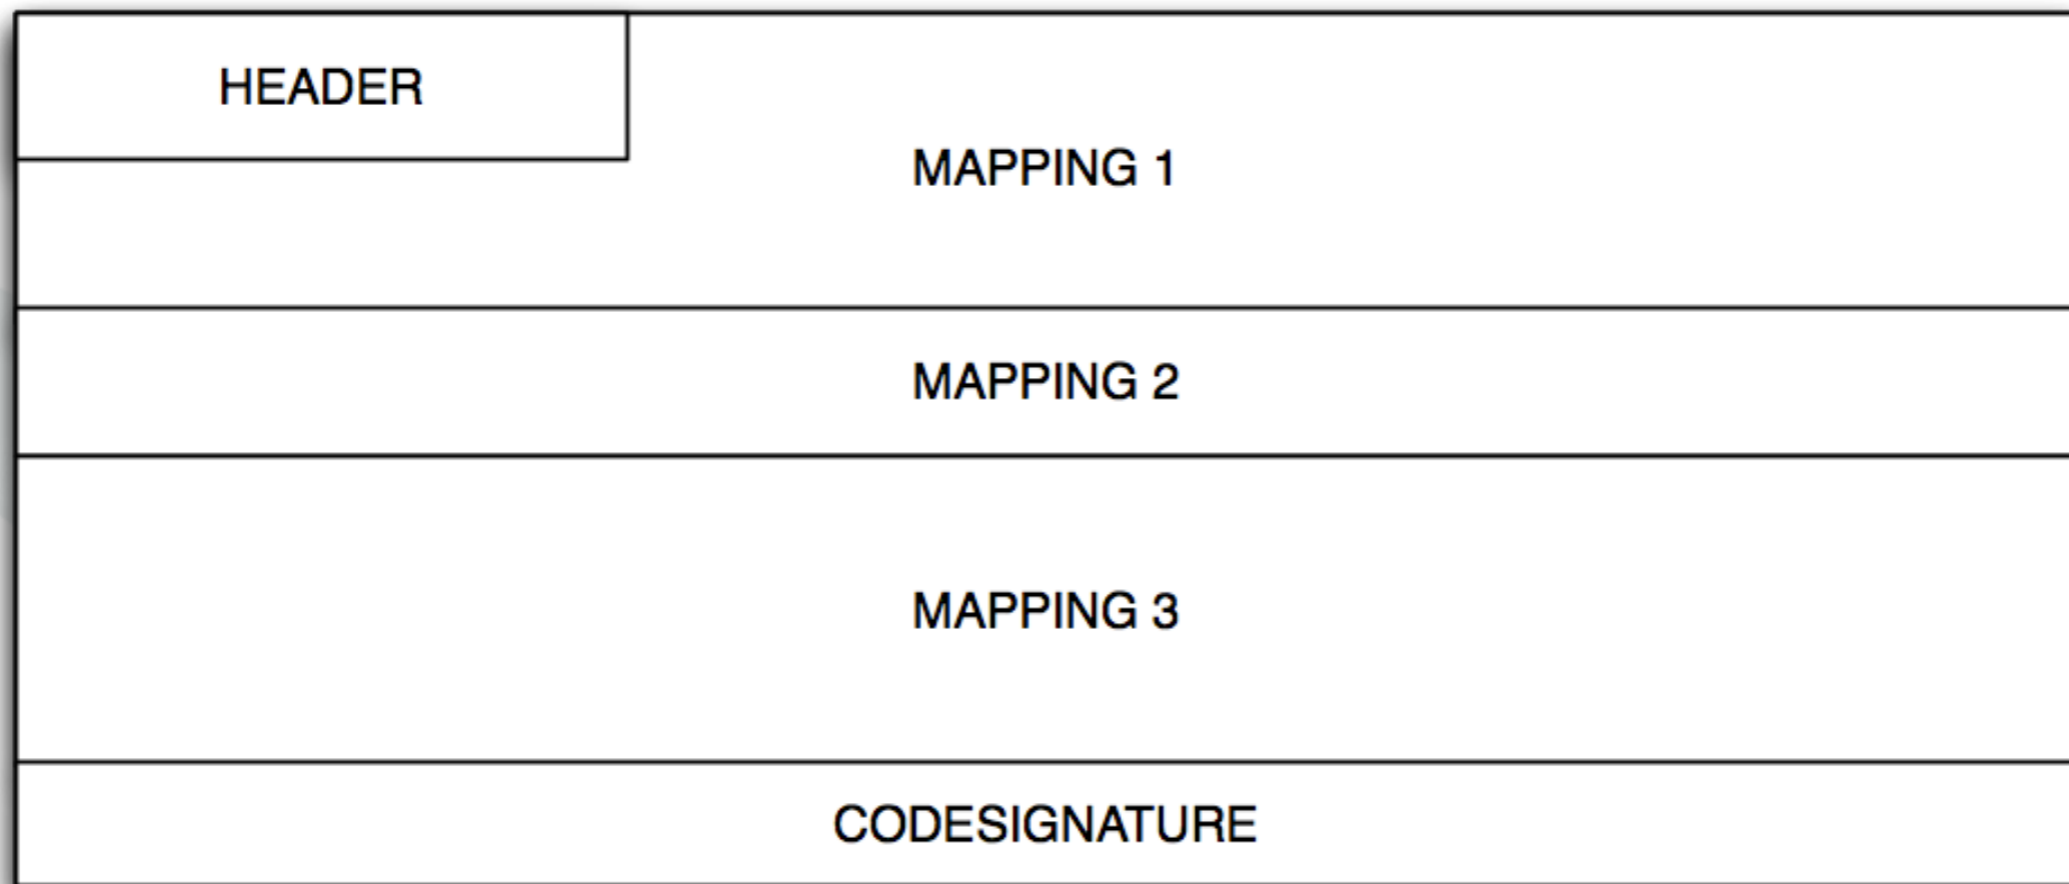 HEADER
MAPPING 1
MAPPING 2
MAPPING 3
CODESIGNATURE